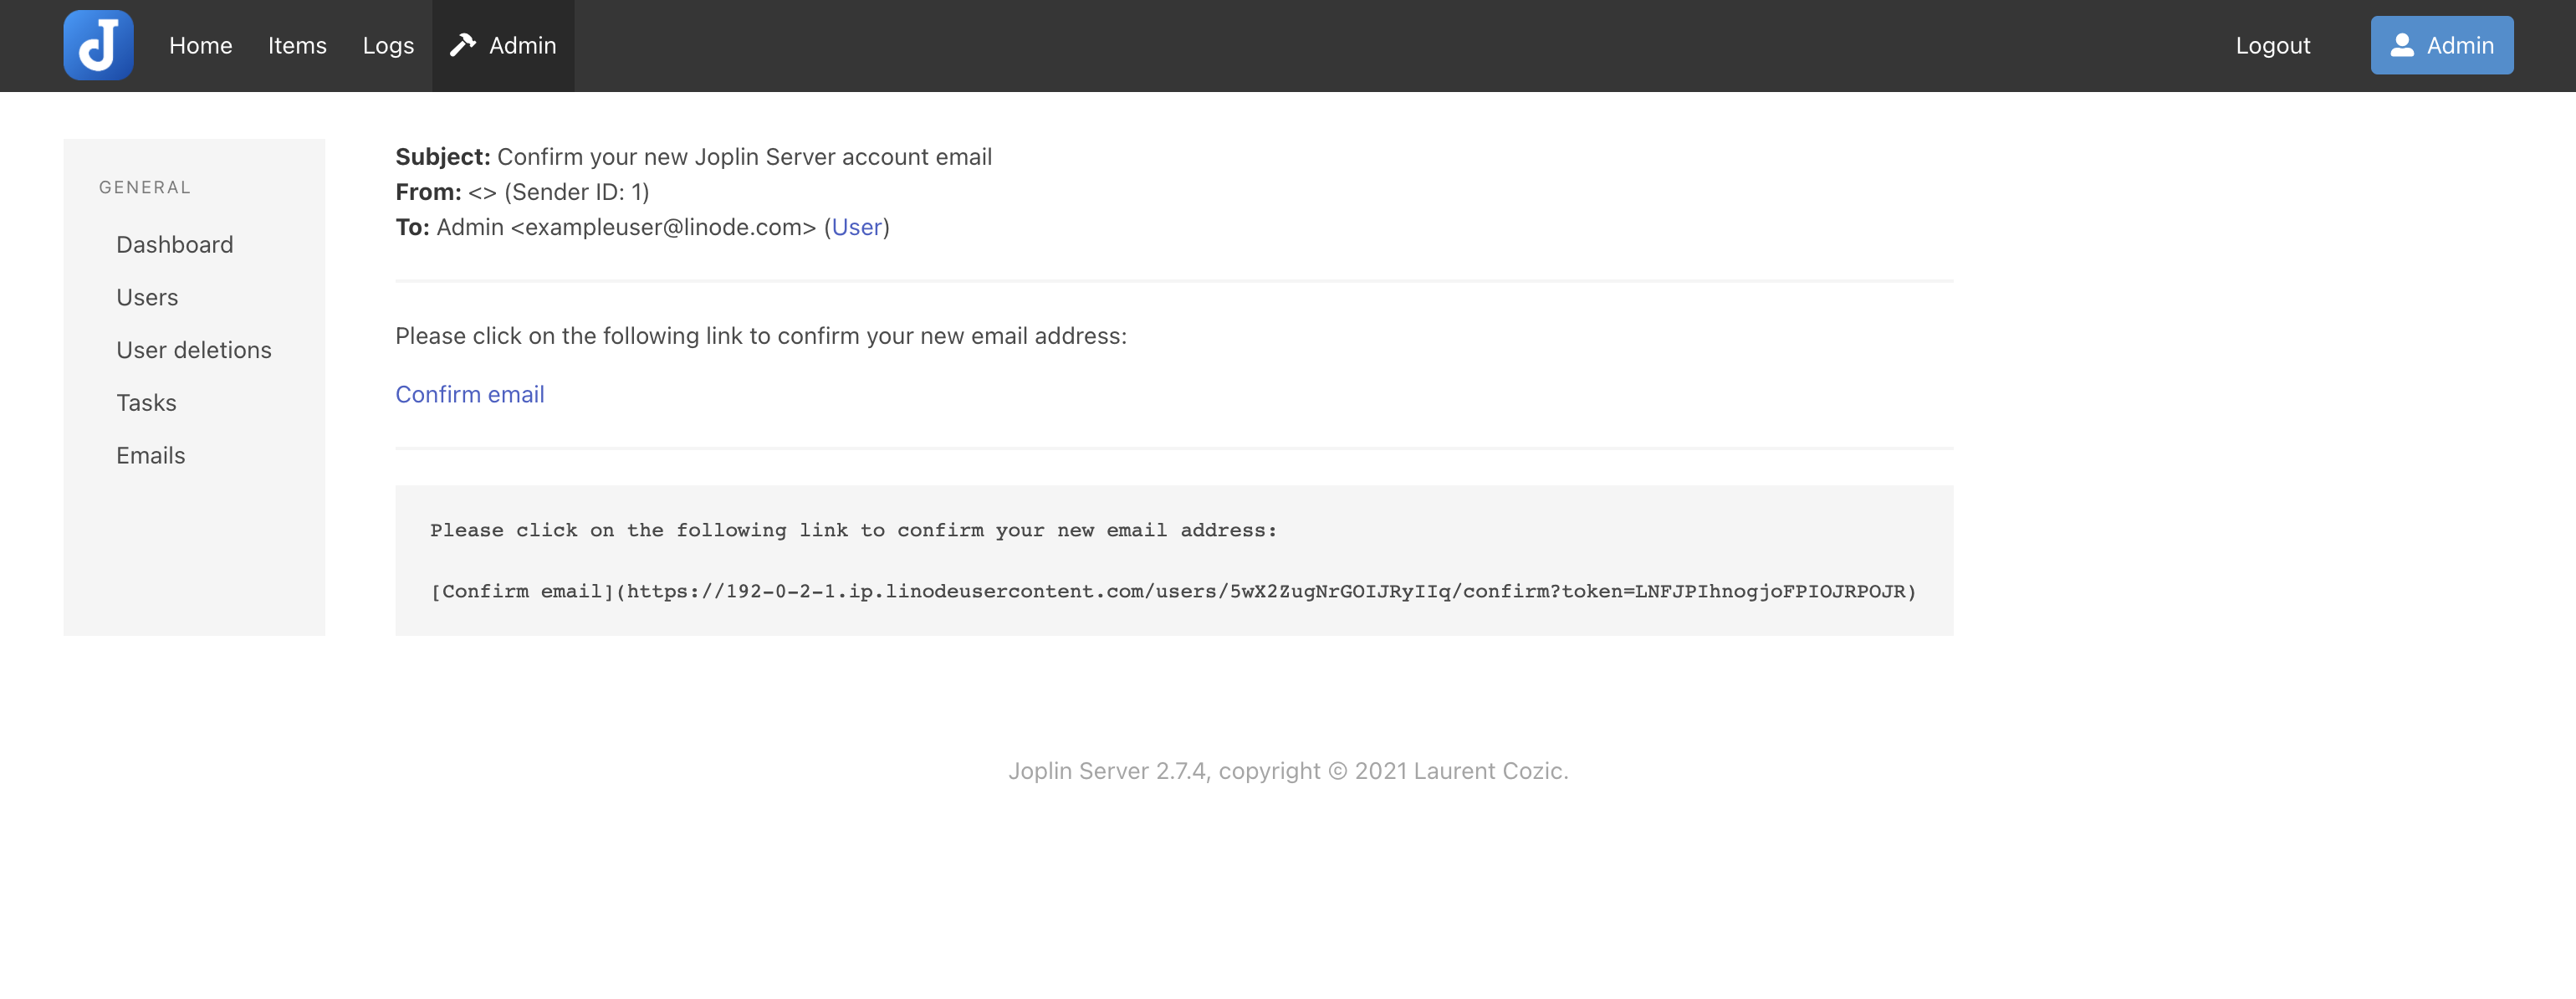 Home Items Logs Admin Logout Admin
GENERAL
Dashboard
Users
User deletions
Tasks
Emails
Subject: Confirm your new Joplin Server account email
From: <> (Sender ID: 1)
To: Admin <exampleuser@linode.com> (User)
Please click on the following link to confirm your new email address:
Confirm email
Please click on the following link to confirm your new email address:
[Confirm email](https://192-0-2-1.ip.linodeusercontent.com/users/5wX2ZugNrGOIJRyIIq/confirm?token=LNFJPIhnogjoFPIOJRPOJR)
Joplin Server 2.7.4, copyright © 2021 Laurent Cozic.